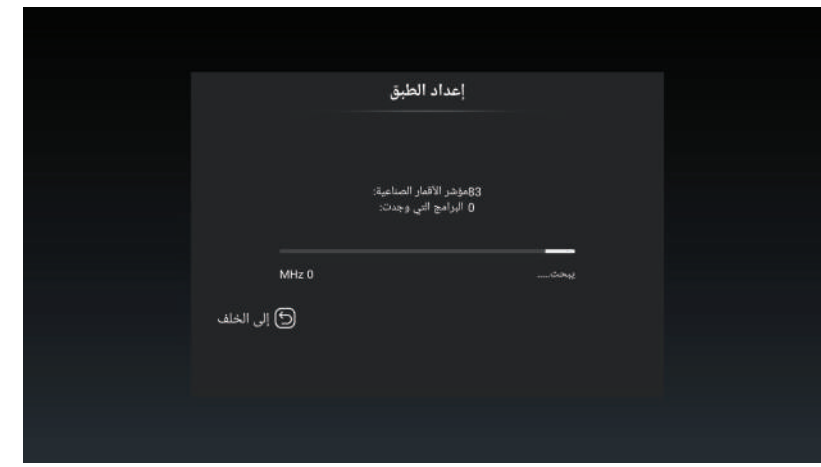 إعداد الطبق
83مؤشر الأقمار الصناعية:
0 البرامج التي وجدت:
يبحث.....
MHz 0
إلى الخلف